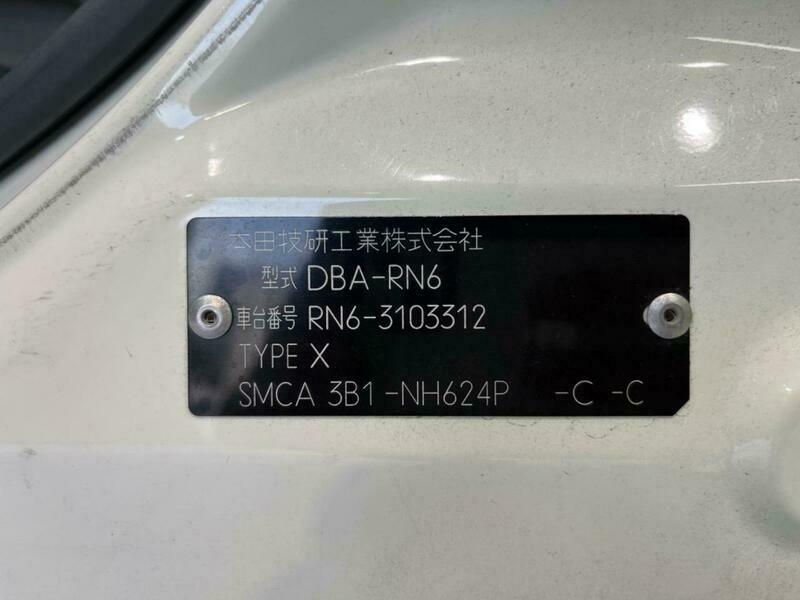 本田技研工業株式会社
型式 DBA-RN6
車台番号 RN6-3103312
TYPE X
SMCA 3B1-NH624P -C -C